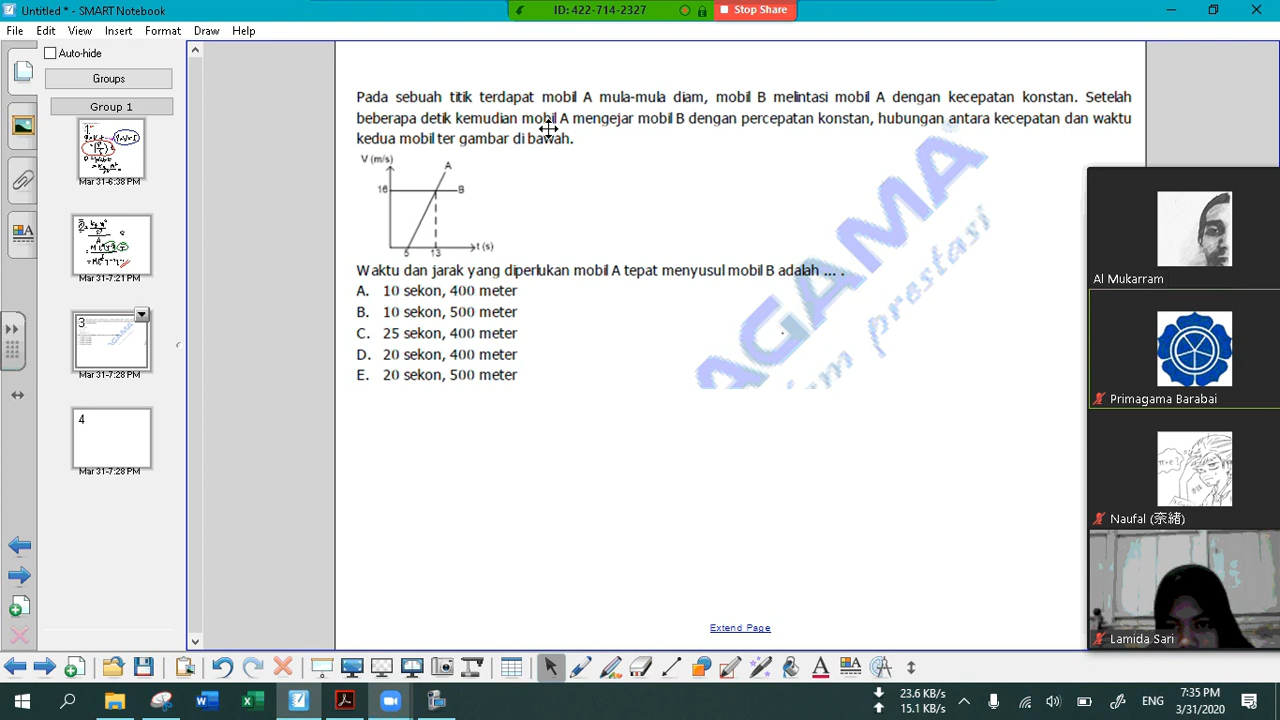 Untitled * - SMART Notebook
ID: 422-714-2327
Stop Share
File Edit View Insert Format Draw Help
Auto-hide
Groups
Group 1
1
Mar 31-6:38 PM
Mar 31-7:21 PM
3
Mar 31-7:28 PM
4
Mar 31-7:28 PM
Pada sebuah titik terdapat mobil A mula-mula diam, mobil B melintasi mobil A dengan kecepatan konstan. Setelah
beberapa detik kemudian mobil A mengejar mobil B dengan percepatan konstan, hubungan antara kecepatan dan waktu
kedua mobil ter gambar di bawah.
V (m/s)
A
16
B
5
13
t (s)
Waktu dan jarak yang diperlukan mobil A tepat menyusul mobil B adalah ... .
A. 10 sekon, 400 meter
B. 10 sekon, 500 meter
C. 25 sekon, 400 meter
D. 20 sekon, 400 meter
E. 20 sekon, 500 meter
AGAMA
prestasi
Extend Page
Al Mukarram
Primagama Barabai
Naufal (奈緒)
Lamida Sari
23.6 KB/s
15.1 KB/s
ENG
7:35 PM
3/31/2020